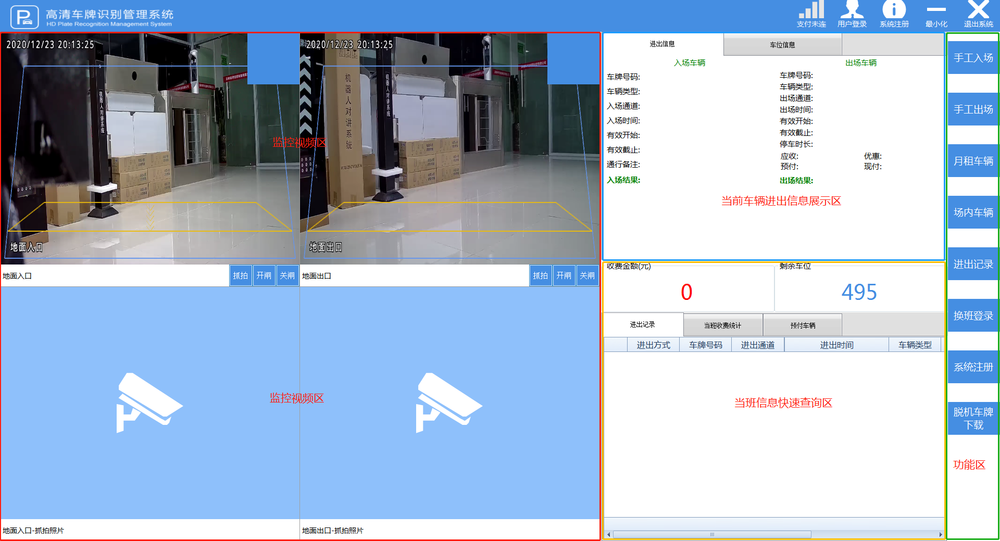 高清车牌识别管理系统
HD Plate Recognition Management System
支付未连
用户登录
系统注册
最小化
退出系统
2020/12/23 20:13:25
机器人对讲系统
地面入口
2020/12/23 20:13:25
机器人对讲系统
机器人对讲系统
地面出口
监控视频区
地面入口
抓拍
开闸
关闸
地面出口
抓拍
开闸
关闸
监控视频区
地面入口-抓拍照片
地面出口-抓拍照片
进出信息
车位信息
入场车辆
车牌号码:
车辆类型:
入场通道:
入场时间:
有效开始:
有效截止:
通行备注:
入场结果:
出场车辆
车牌号码:
车辆类型:
出场通道:
出场时间:
有效开始:
有效截止:
停车时长:
应收:
优惠:
预付:
现付:
出场结果:
当前车辆进出信息展示区
收费金额(元)
0
剩余车位
495
进出记录
当班收费统计
预付车辆
进出方式
车牌号码
进出通道
进出时间
车辆类型
当班信息快速查询区
手工入场
手工出场
月租车辆
场内车辆
进出记录
换班登录
系统注册
脱机车牌
下载
功能区